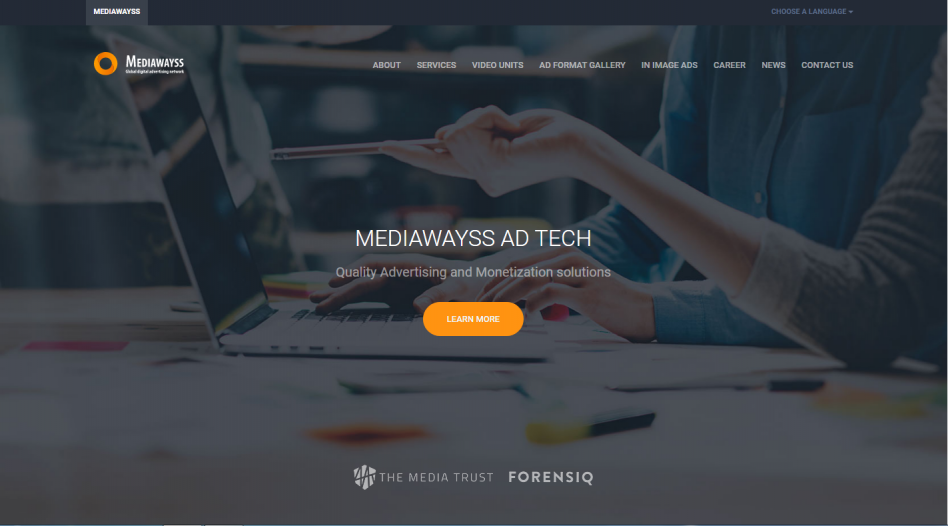 MEDIAWAYSS
CHOOSE A LANGUAGE
MEDIAWAYSS
Global digital advertising network
ABOUT SERVICES VIDEO UNITS AD FORMAT GALLERY IN IMAGE ADS CAREER NEWS CONTACT US
MEDIAWAYSS AD TECH
Quality Advertising and Monetization solutions
LEARN MORE
THE MEDIA TRUST FORENSIQ